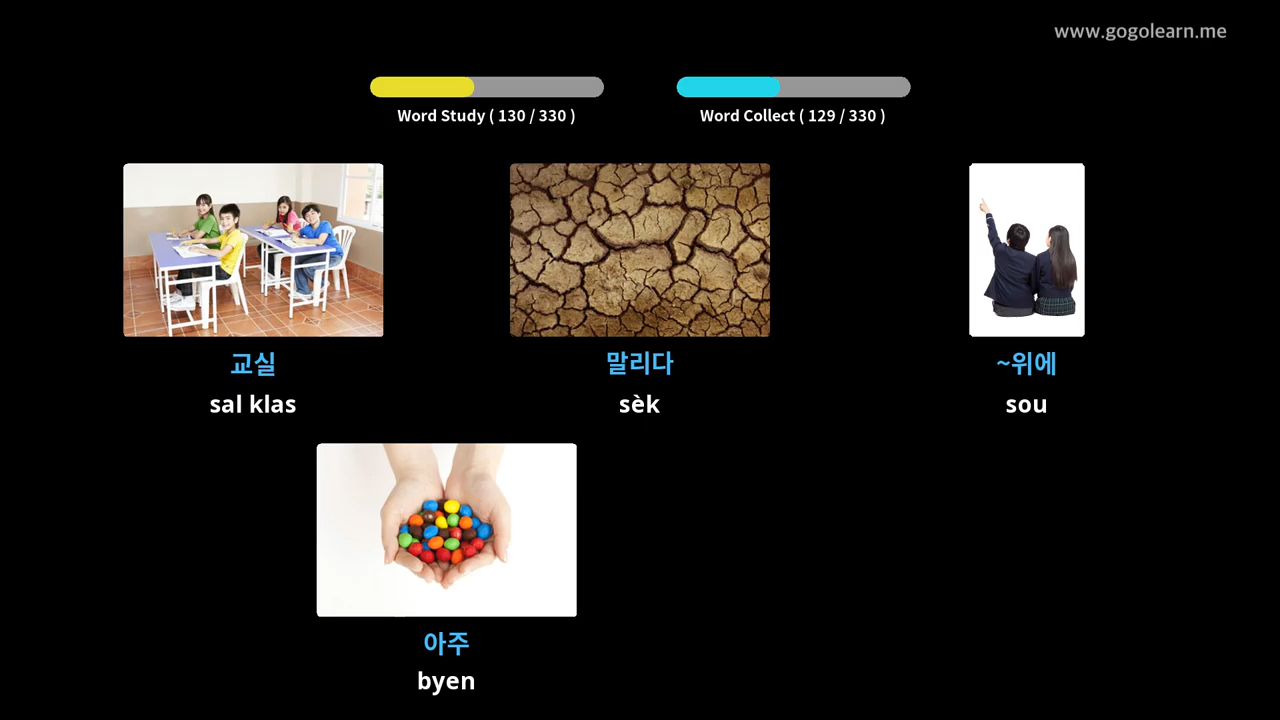 www.gogolearn.me
Word Study ( 130 / 330 )
Word Collect ( 129 / 330 )
교실
sal klas
말리다
sèk
~위에
sou
아주
byen